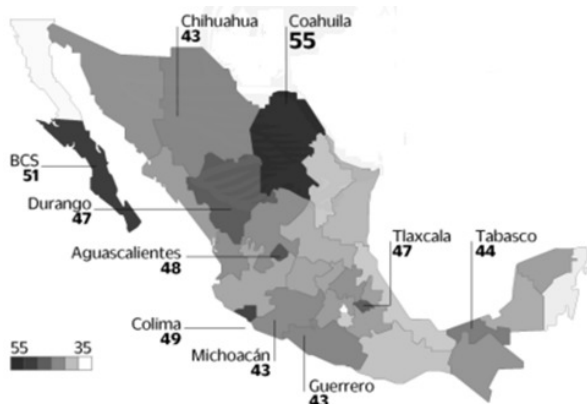 Chihuahua
43
Coahuila
55
BCS
51
Durango
47
Aguascalientes
48
Tlaxcala
47
Tabasco
44
Colima
49
Michoacán
43
Guerrero
43
55 35